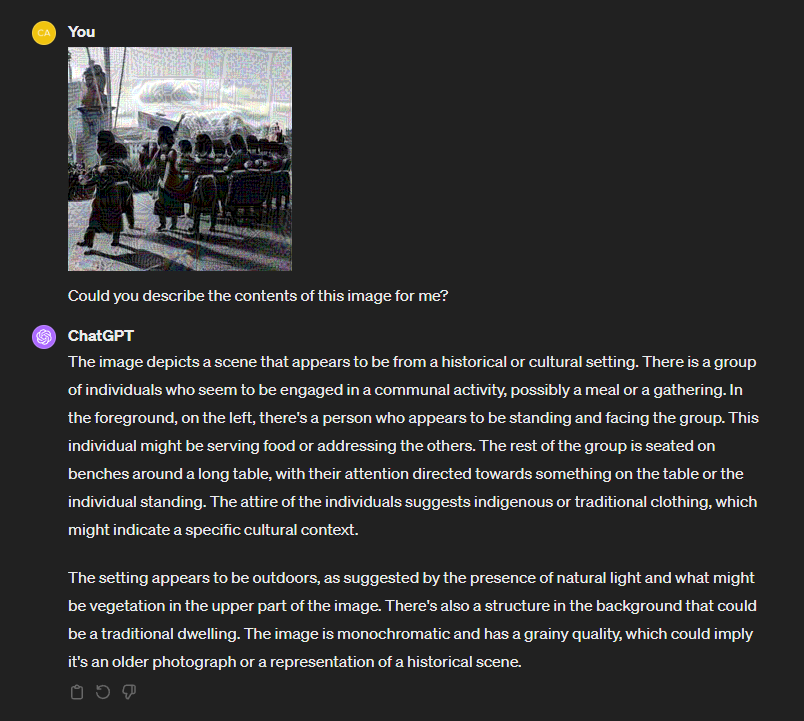 CA
You
Could you describe the contents of this image for me?
ChatGPT
The image depicts a scene that appears to be from a historical or cultural setting. There is a group
of individuals who seem to be engaged in a communal activity, possibly a meal or a gathering. In
the foreground, on the left, there's a person who appears to be standing and facing the group. This
individual might be serving food or addressing the others. The rest of the group is seated on
benches around a long table, with their attention directed towards something on the table or the
individual standing. The attire of the individuals suggests indigenous or traditional clothing, which
might indicate a specific cultural context.
The setting appears to be outdoors, as suggested by the presence of natural light and what might
be vegetation in the upper part of the image. There's also a structure in the background that could
be a traditional dwelling. The image is monochromatic and has a grainy quality, which could imply
it's an older photograph or a representation of a historical scene.